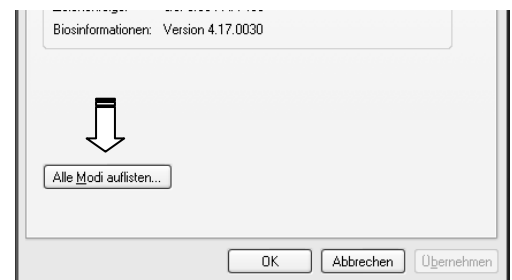 Biosinformationen: Version 4.17.0030
Alle Modi auflisten...
OK Abbrechen Übernehmen